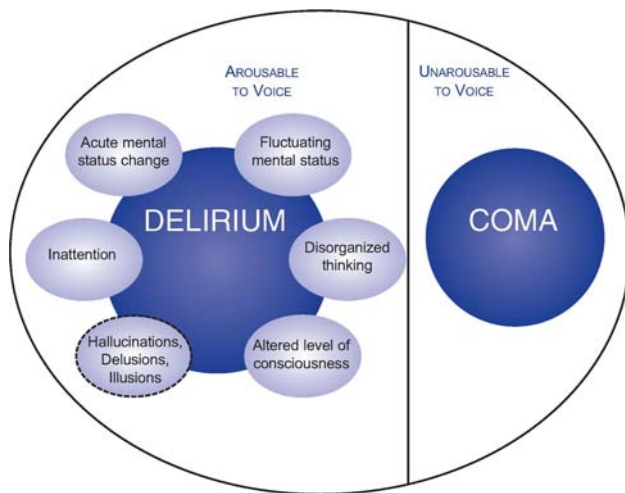 AROUSABLE
TO VOICE
UNAROUSABLE
TO VOICE
Acute mental
status change
Fluctuating
mental status
DELIRIUM
COMA
Inattention
Disorganized
thinking
Hallucinations,
Delusions,
Illusions
Altered level of
consciousness